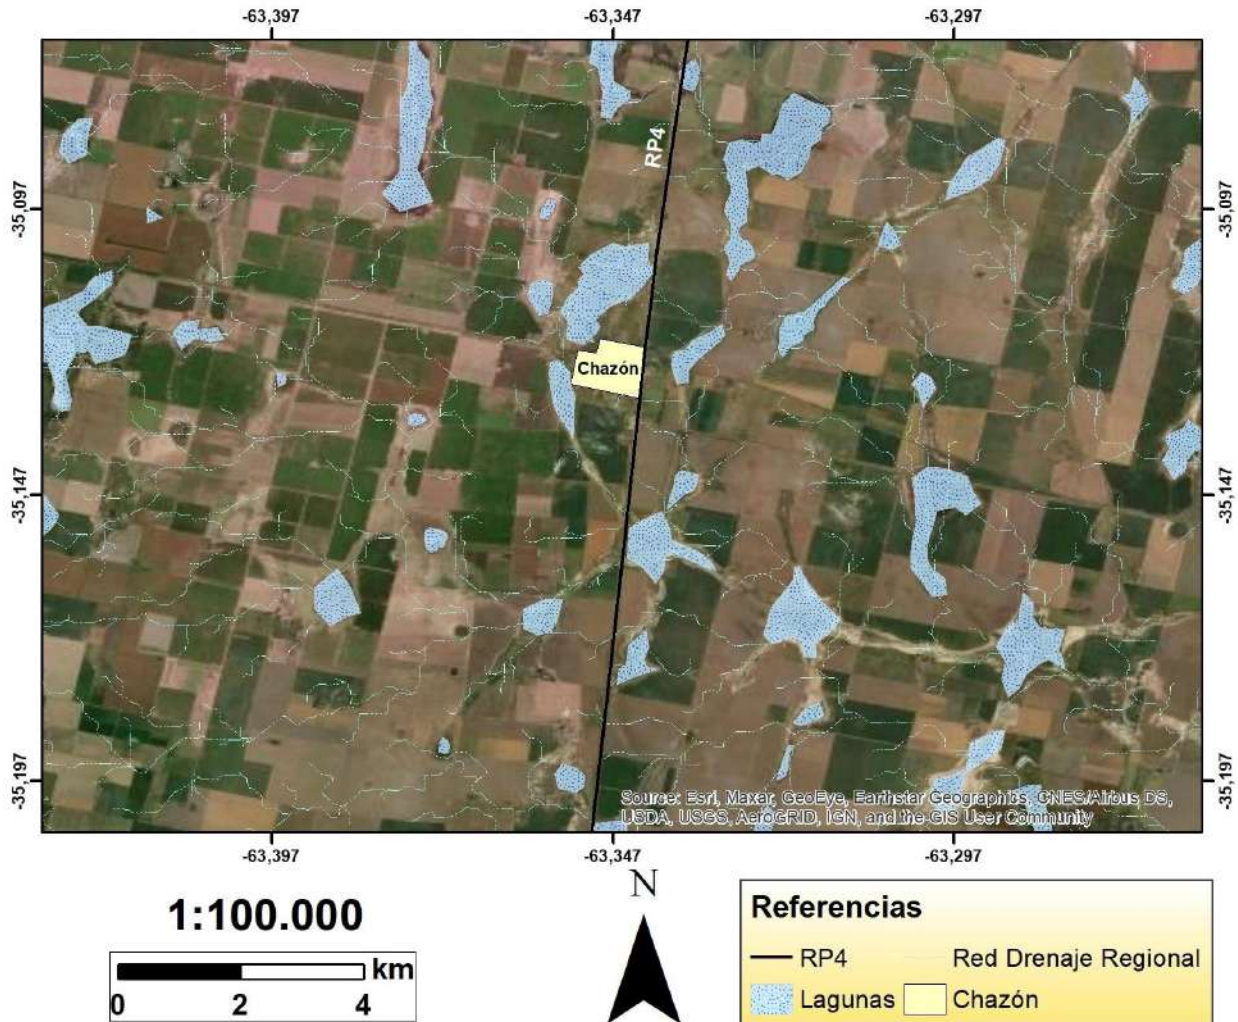 -63,397 -63,347 -63,297
RP4
-35,097 -35,097
Chazón
-35,147 -35,147
-35,197 -35,197
Source: Esri, Maxar, GeoEye, Earthstar Geographics, CNES/Airbus DS,
USDA, USGS, AeroGRID, IGN, and the GIS User Community
-63,397 -63,347 -63,297
N
1:100.000
km
0 2 4
Referencias
RP4 Red Drenaje Regional
Lagunas Chazón